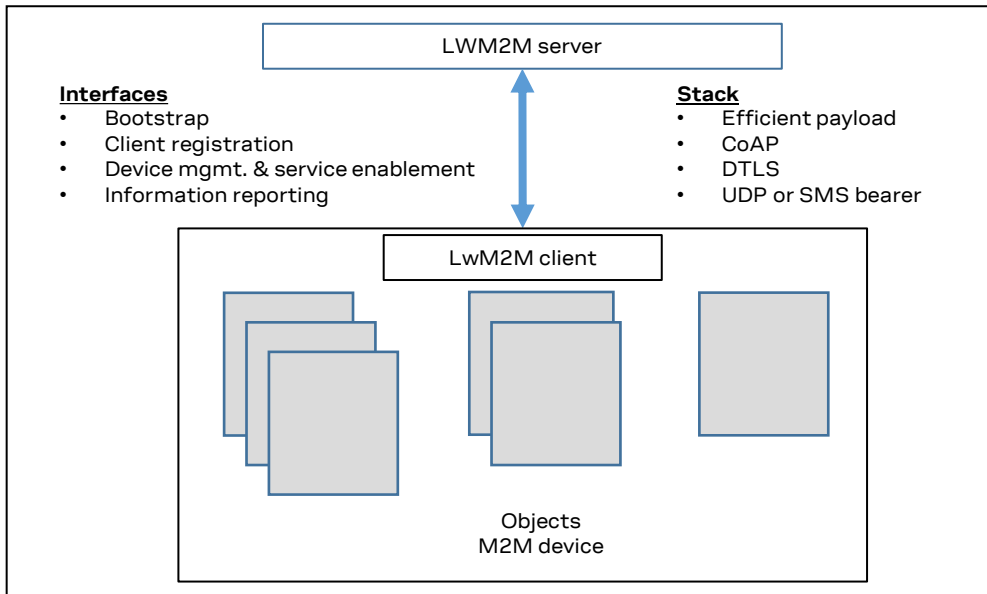 LWM2M server
Interfaces
• Bootstrap
• Client registration
• Device mgmt. & service enablement
• Information reporting
Stack
• Efficient payload
• CoAP
• DTLS
• UDP or SMS bearer
LwM2M client
Objects
M2M device